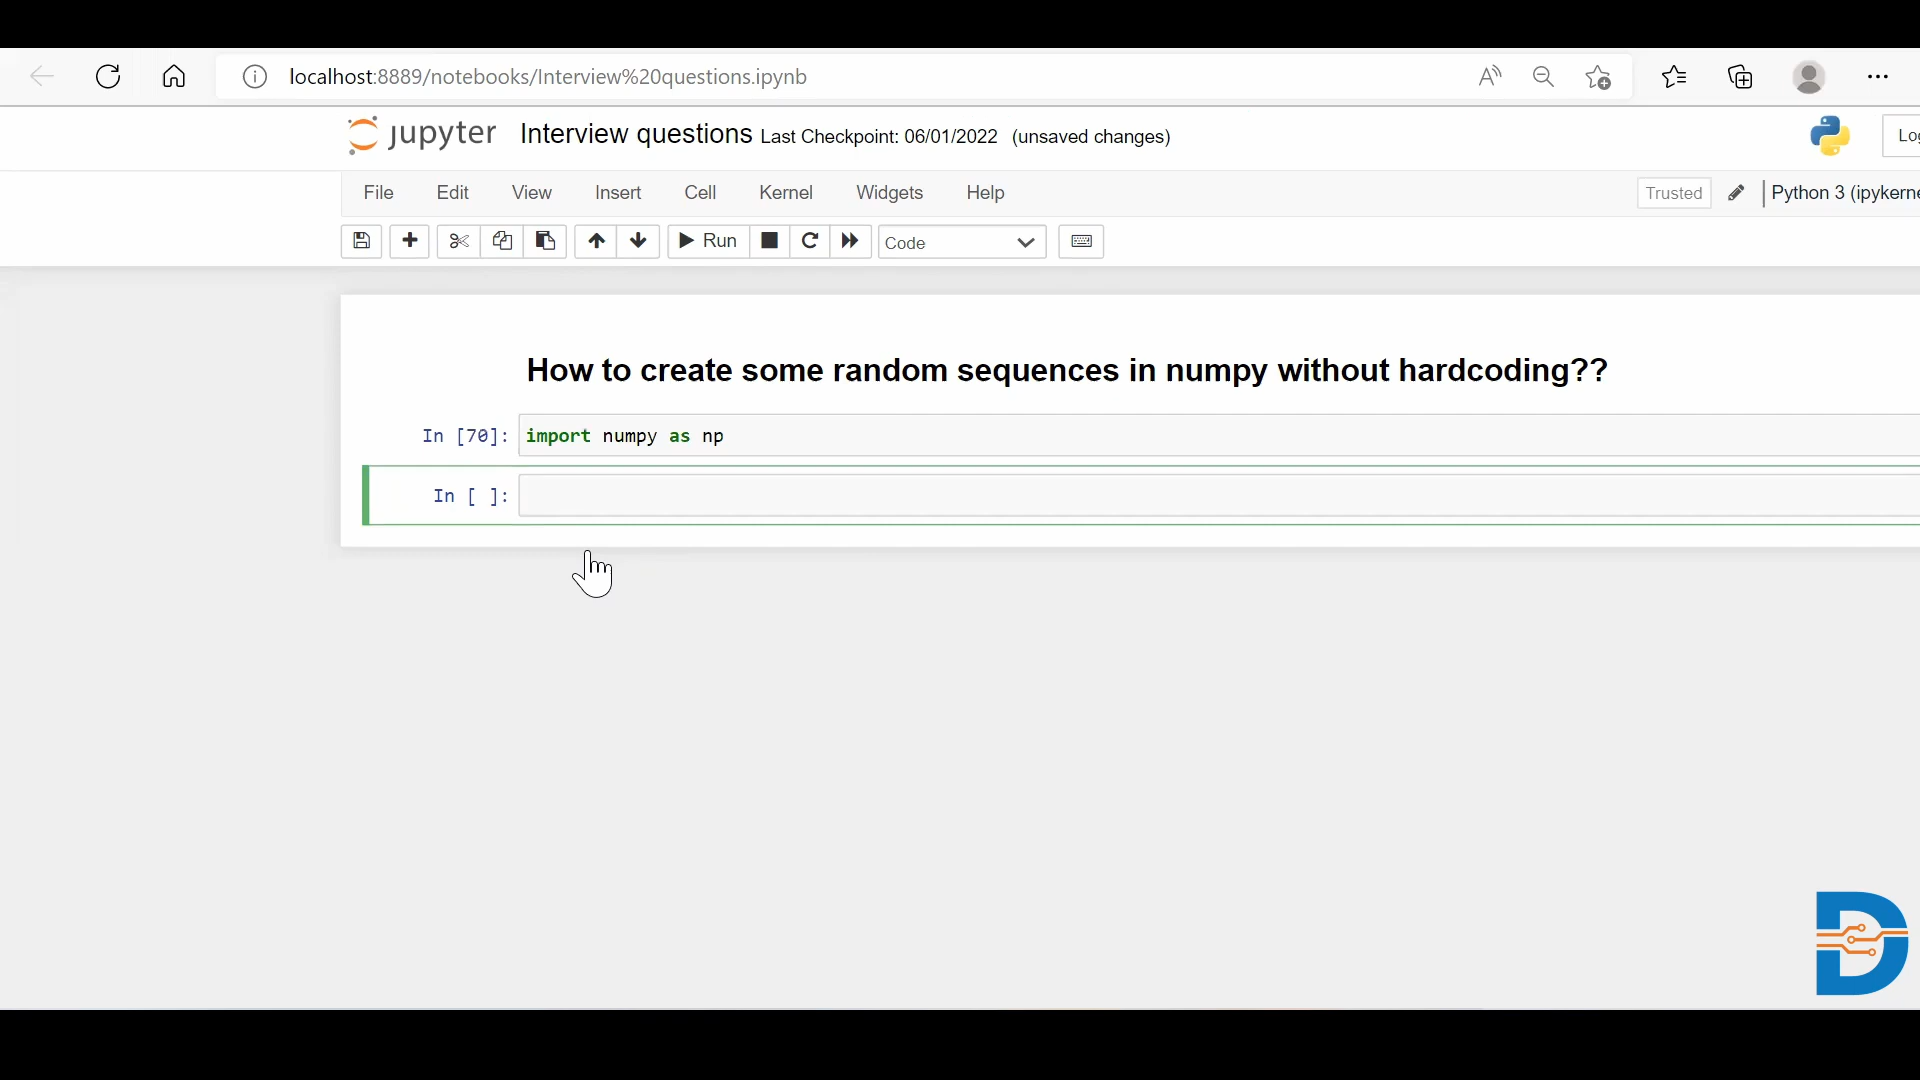 localhost:8889/notebooks/Interview%20questions.ipynb
jupyter Interview questions Last Checkpoint: 06/01/2022 (unsaved changes)
File Edit View Insert Cell Kernel Widgets Help Trusted Python 3
Run Code
How to create some random sequences in numpy without hardcoding??
In [70]: import numpy as np
In [ ]: